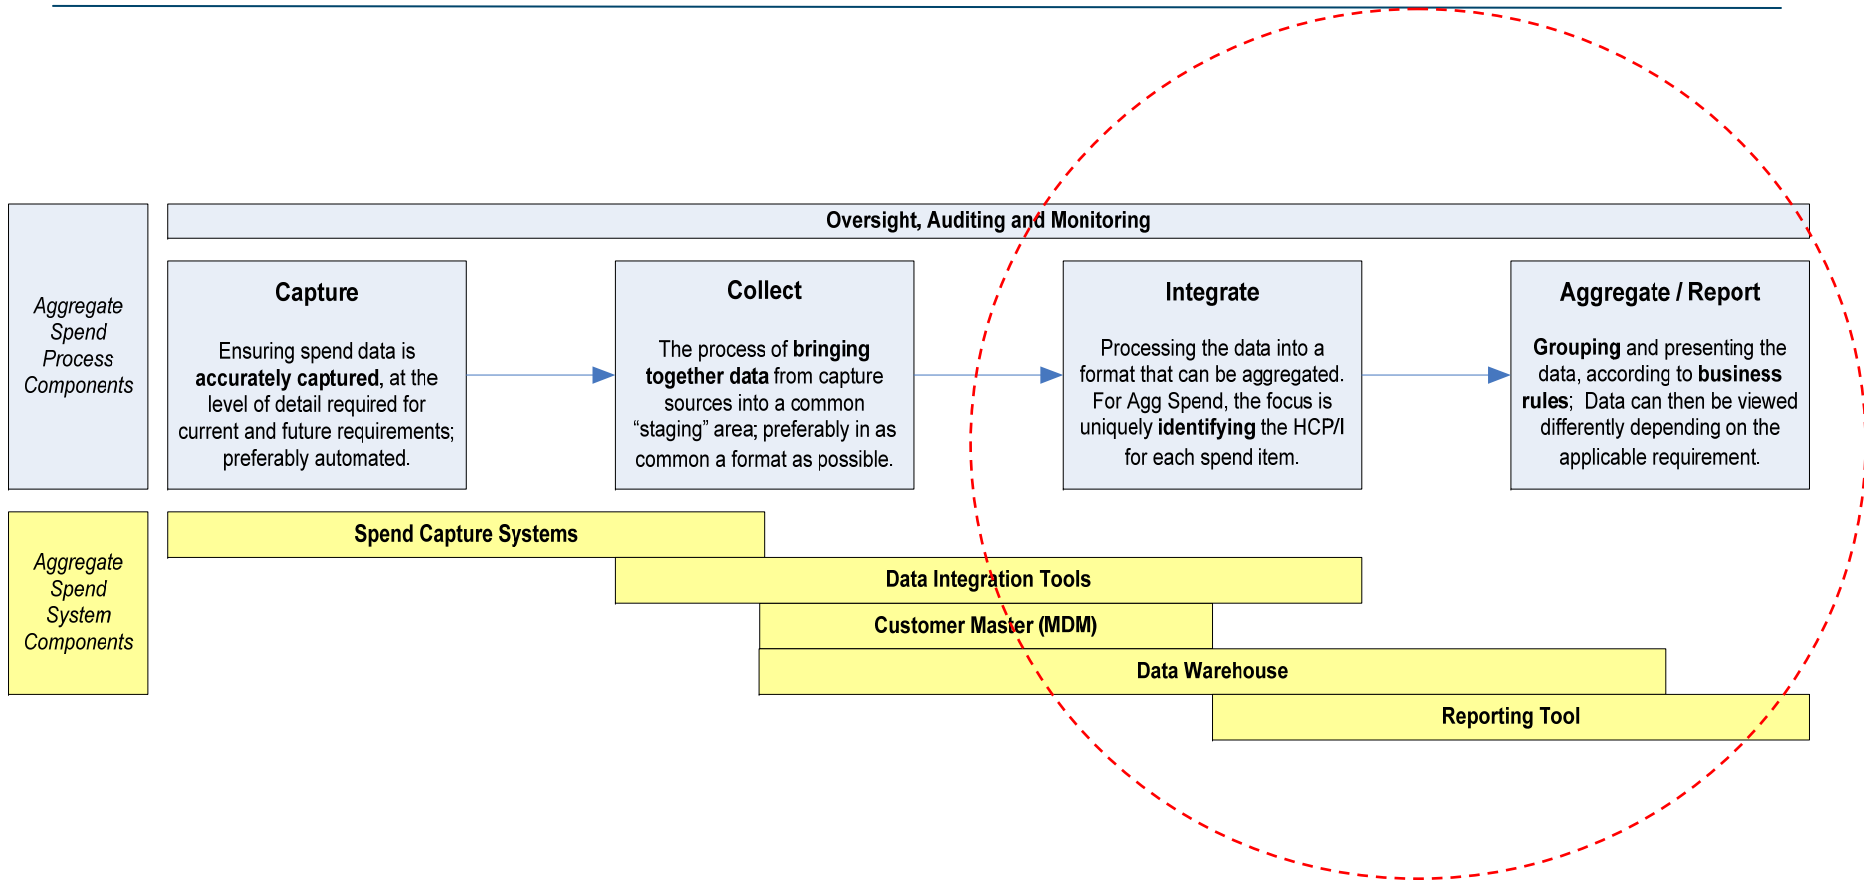 Oversight, Auditing and Monitoring
Aggregate
Spend
Process
Components
Capture
Ensuring spend data is
accurately captured, at the
level of detail required for
current and future requirements;
preferably automated.
Collect
The process of bringing
together data from capture
sources into a common
“staging” area; preferably in as
common a format as possible.
Integrate
Processing the data into a
format that can be aggregated.
For Agg Spend, the focus is
uniquely identifying the HCP/I
for each spend item.
Aggregate / Report
Grouping and presenting the
data, according to business
rules; Data can then be viewed
differently depending on the
applicable requirement.
Aggregate
Spend
System
Components
Spend Capture Systems
Data Integration Tools
Customer Master (MDM)
Data Warehouse
Reporting Tool